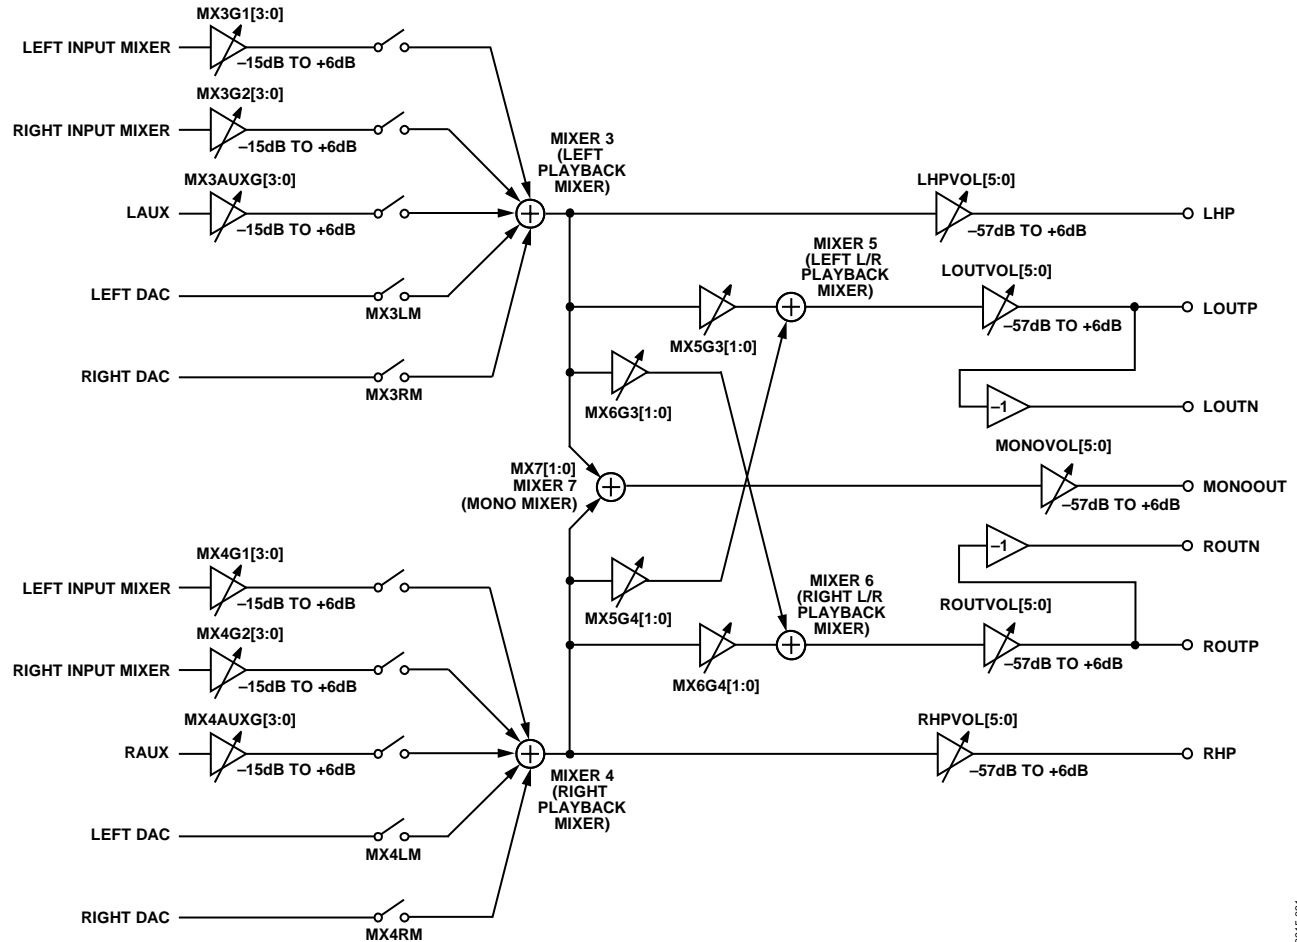 MX3G1[3:0]
LEFT INPUT MIXER
–15dB TO +6dB
MX3G2[3:0]
RIGHT INPUT MIXER
–15dB TO +6dB
MX3AUXG[3:0]
LAUX
–15dB TO +6dB
LEFT DAC
MX3LM
RIGHT DAC
MX3RM
MIXER 3
(LEFT
PLAYBACK
MIXER)
LHPVOL[5:0]
–57dB TO +6dB
LHP
MIXER 5
(LEFT L/R
PLAYBACK
MIXER)
LOUTVOL[5:0]
–57dB TO +6dB
LOUTP
MX5G3[1:0]
MX6G3[1:0]
–1
LOUTN
MX7[1:0]
MIXER 7
(MONO MIXER)
MONOVOL[5:0]
–57dB TO +6dB
MONOOUT
–1
ROUTN
MX5G4[1:0]
MIXER 6
(RIGHT L/R
PLAYBACK
MIXER)
ROUTVOL[5:0]
–57dB TO +6dB
ROUTP
MX6G4[1:0]
MX4G1[3:0]
LEFT INPUT MIXER
–15dB TO +6dB
MX4G2[3:0]
RIGHT INPUT MIXER
–15dB TO +6dB
MX4AUXG[3:0]
RAUX
–15dB TO +6dB
RHPVOL[5:0]
–57dB TO +6dB
RHP
MIXER 4
(RIGHT
PLAYBACK
MIXER)
LEFT DAC
MX4LM
RIGHT DAC
MX4RM